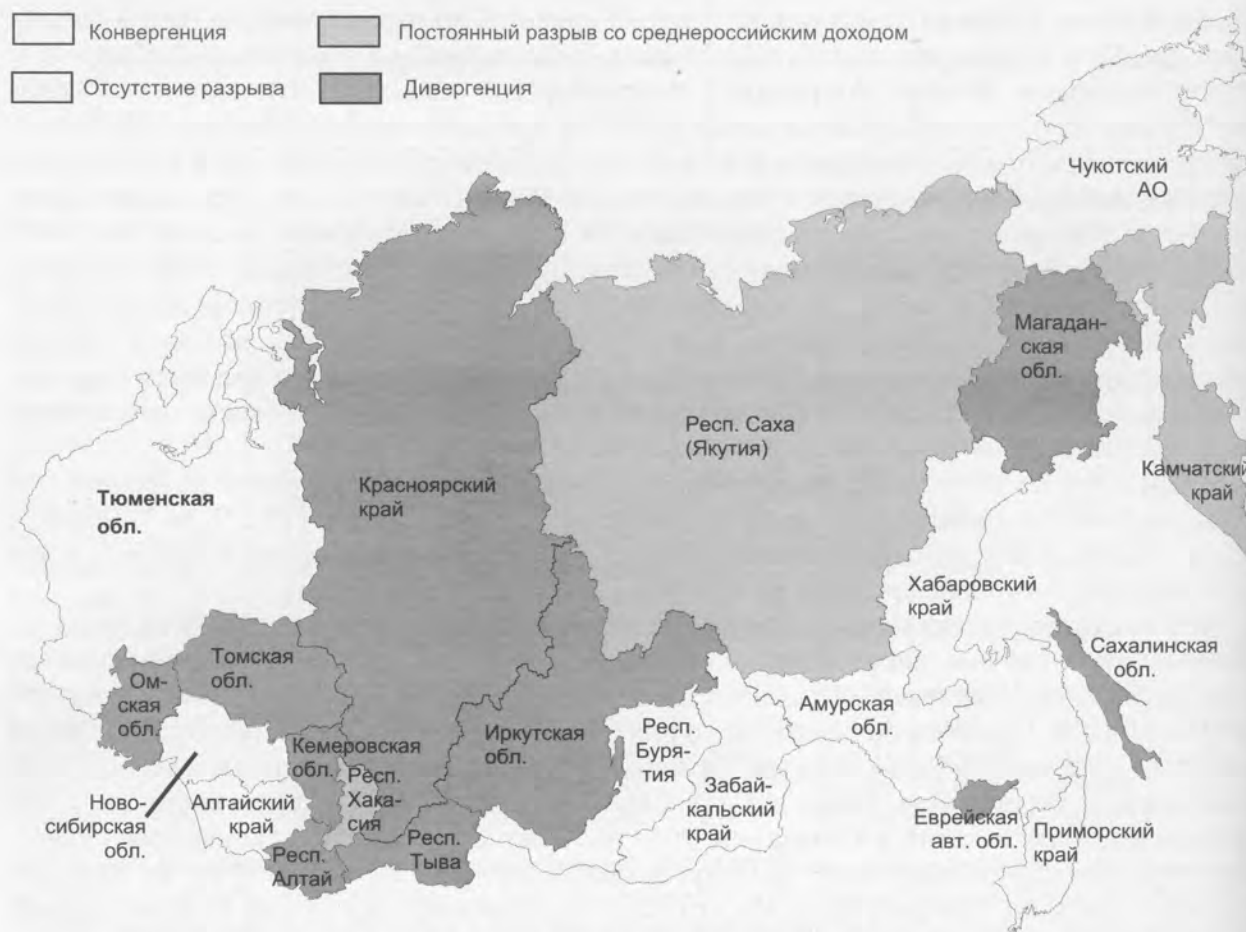 Конвергенция
Постоянный разрыв со среднероссийским доходом
Отсутствие разрыва
Дивергенция
Чукотский
АО
Магадан-
ская
обл.
Респ. Саха
(Якутия)
Камчатский
край
Тюменская
обл.
Красноярский
край
Хабаровский
край
Томская
обл.
Сахалинская
обл.
Ом-
ская
обл.
Амурская
обл.
Иркутская
обл.
Респ.
Буря-
тия
Кемеровская
обл.
Респ.
Хака-
сия
Забай-
кальский
край
Ново-
сибирская
обл.
Алтайский
край
Еврейская
авт. обл.
Приморский
край
Респ.
Тыва
Респ.
Алтай